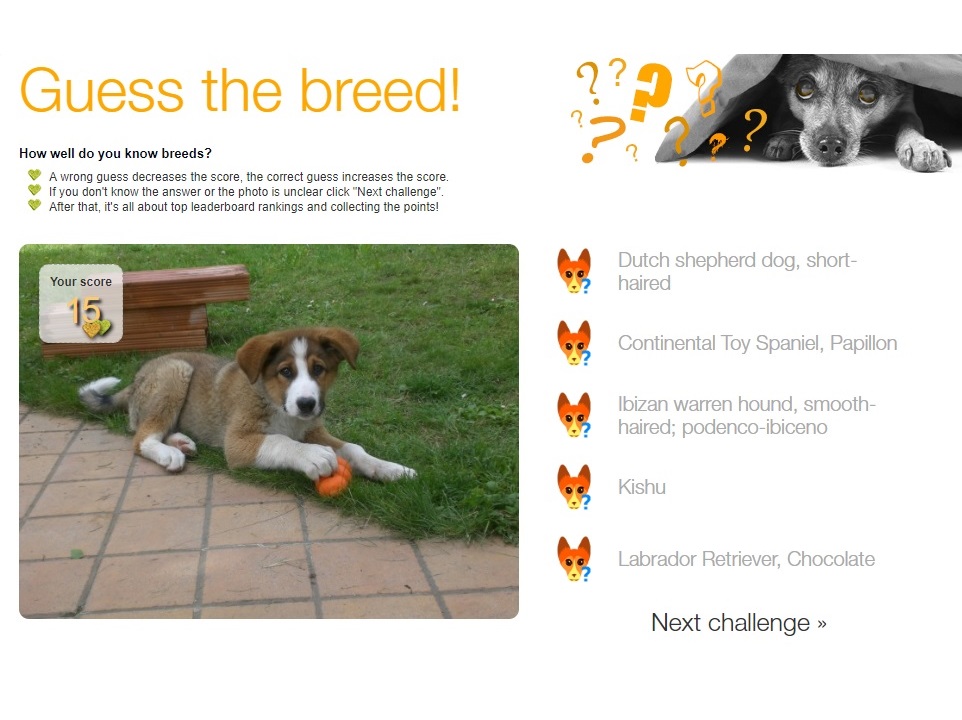 Guess the breed!
How well do you know breeds?
A wrong guess decreases the score, the correct guess increases the score.
If you don't know the answer or the photo is unclear click "Next challenge".
After that, it's all about top leaderboard rankings and collecting the points!
Your score
15
Dutch shepherd dog, short-
haired
Continental Toy Spaniel, Papillon
Ibizan warren hound, smooth-
haired; podenco-ibiceno
Kishu
Labrador Retriever, Chocolate
Next challenge »